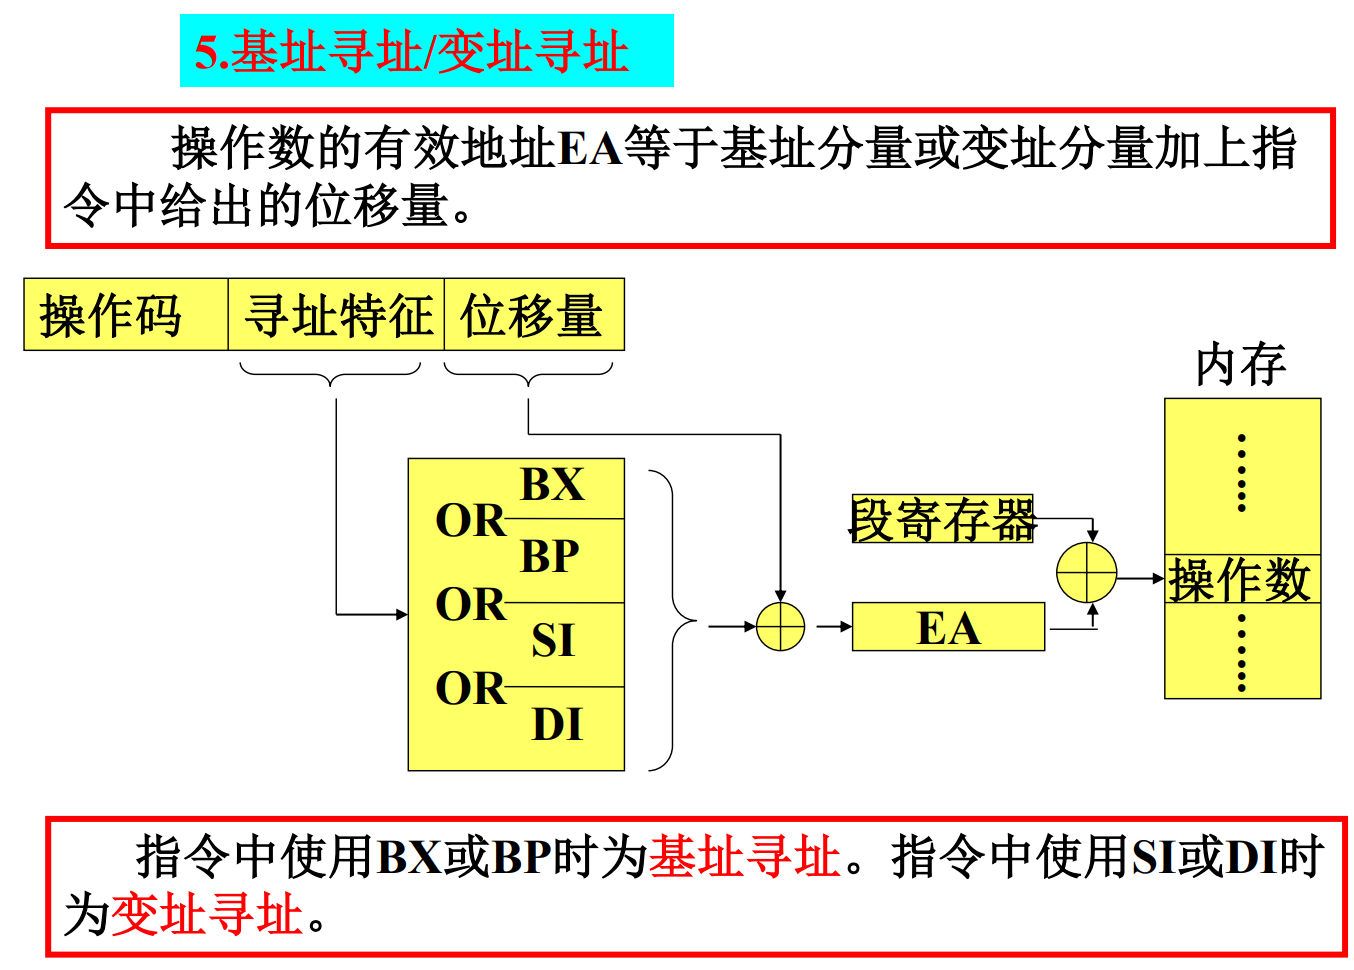 5.基址寻址/变址寻址
操作数的有效地址EA等于基址分量或变址分量加上指
令中给出的位移量。
操作码 寻址特征 位移量
内存
BX
OR
BP
OR
SI
OR
DI
段寄存器
EA
操作数
指令中使用BX或BP时为基址寻址。指令中使用SI或DI时
为变址寻址。